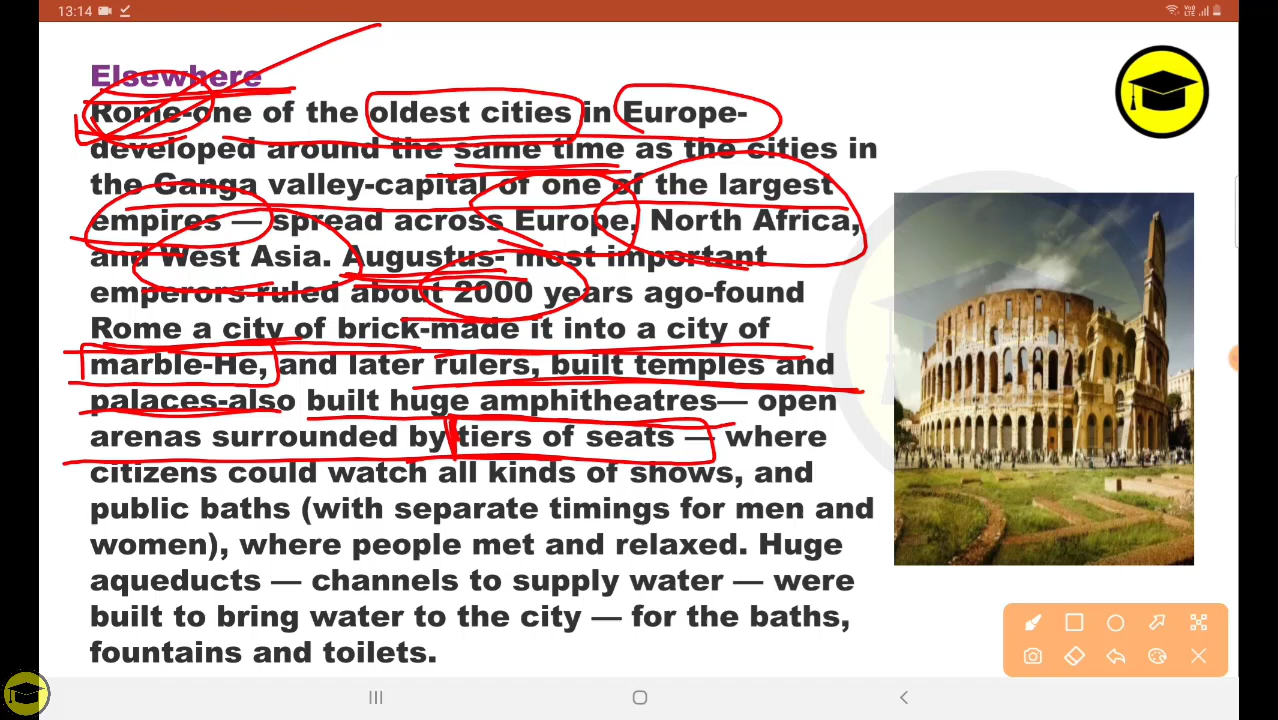 13:14
Vo)
LTE
Elsewhere
Rome-one of the oldest cities in Europe-
developed around the same time as the cities in
the Ganga valley-capital of one of the largest
empires — spread across Europe, North Africa,
and West Asia. Augustus- most important
emperors-ruled about 2000 years ago-found
Rome a city of brick-made it into a city of
marble-He, and later rulers, built temples and
palaces-also built huge amphitheatres— open
arenas surrounded by tiers of seats — where
citizens could watch all kinds of shows, and
public baths (with separate timings for men and
women), where people met and relaxed. Huge
aqueducts — channels to supply water — were
built to bring water to the city — for the baths,
fountains and toilets.